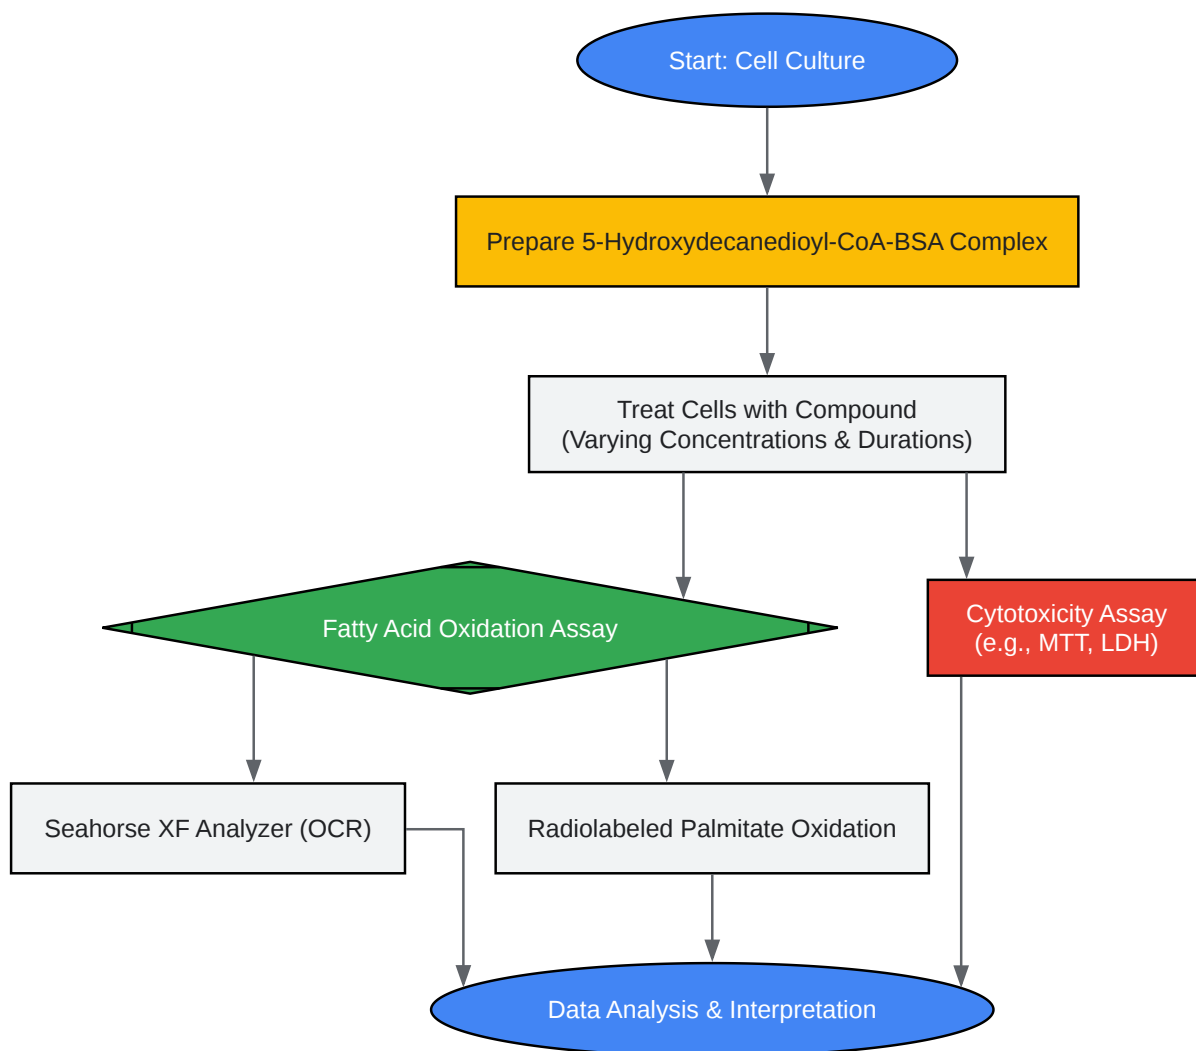 Start: Cell Culture
Prepare 5-Hydroxydecanedioyl-CoA-BSA Complex
Treat Cells with Compound
(Varying Concentrations & Durations)
Fatty Acid Oxidation Assay
Cytotoxicity Assay
(e.g., MTT, LDH)
Seahorse XF Analyzer (OCR)
Radiolabeled Palmitate Oxidation
Data Analysis & Interpretation